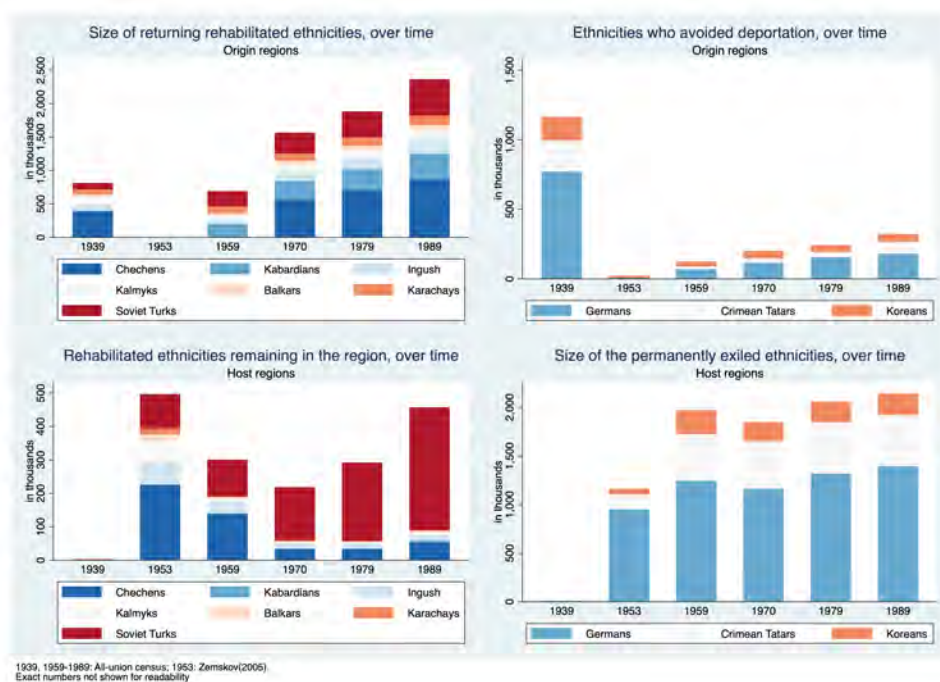 Size of returning rehabilitated ethnicities, over time
Origin regions
in thousands
2,500
2,000
1,500
1,000
500
0
1939 1953 1959 1970 1979 1989
Chechens Kabardians Ingush
Kalmyks Balkars Karachays
Soviet Turks
Ethnicities who avoided deportation, over time
Origin regions
in thousands
1,500
1,000
500
0
1939 1953 1959 1970 1979 1989
Germans Crimean Tatars Koreans
Rehabilitated ethnicities remaining in the region, over time
Host regions
in thousands
500
400
300
200
100
0
1939 1953 1959 1970 1979 1989
Chechens Kabardians Ingush
Kalmyks Balkars Karachays
Soviet Turks
Size of the permanently exiled ethnicities, over time
Host regions
in thousands
2,000
1,500
1,000
500
0
1939 1953 1959 1970 1979 1989
Germans Crimean Tatars Koreans
1939, 1959-1989: All-union census; 1953: Zemskov(2005).
Exact numbers not shown for readability